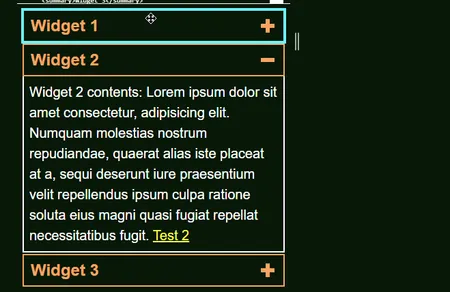 Widget 1
Widget 2
Widget 2 contents: Lorem ipsum dolor sit
amet consectetur, adipisicing elit.
Numquam molestias nostrum
repudiandae, quaerat alias iste placeat
at a, sequi deserunt iure praesentium
velit repellendus ipsum culpa ratione
soluta eius magni quasi fugiat repellat
necessitatibus fugit. Test 2
Widget 3